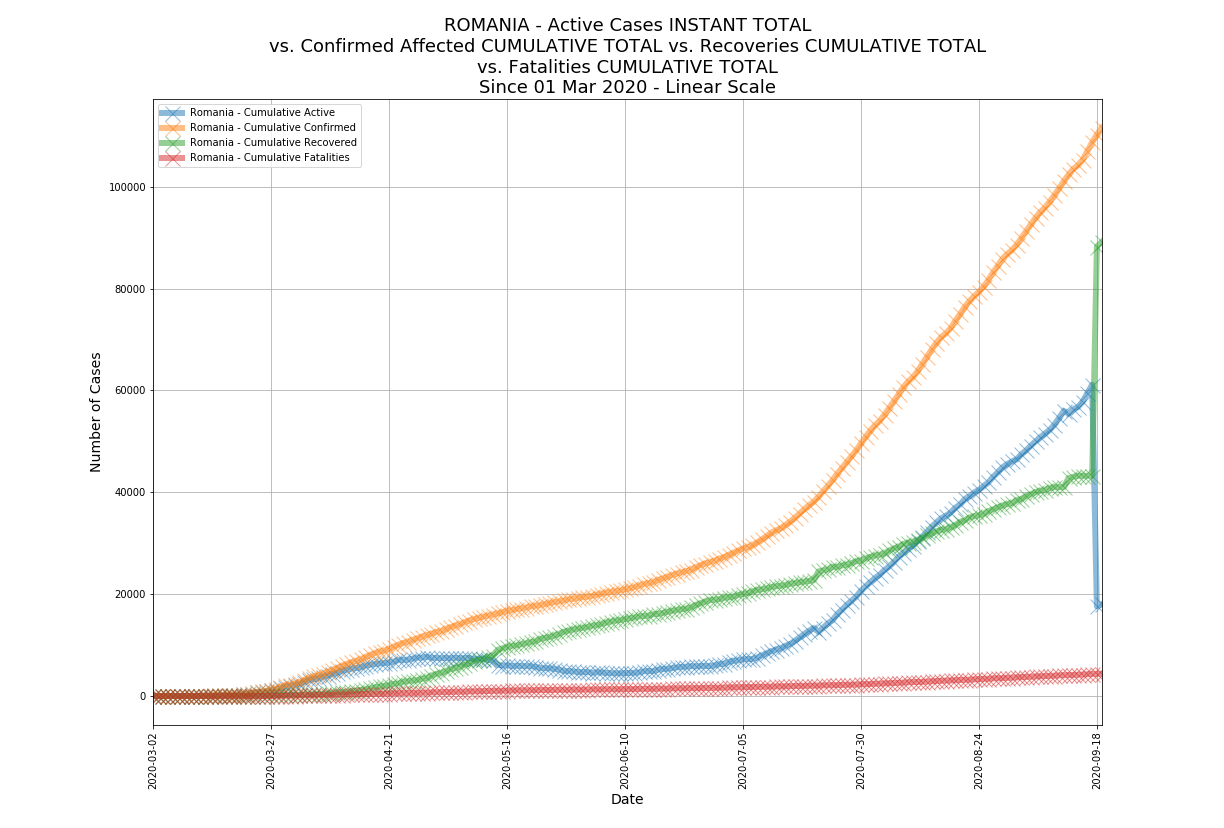 ROMANIA - Active Cases INSTANT TOTAL
vs. Confirmed Affected CUMULATIVE TOTAL vs. Recoveries CUMULATIVE TOTAL
vs. Fatalities CUMULATIVE TOTAL
Since 01 Mar 2020 - Linear Scale
Romania - Cumulative Active
Romania - Cumulative Confirmed
Romania - Cumulative Recovered
Romania - Cumulative Fatalities
Number of Cases
100000
80000
60000
40000
20000
0
2020-03-02
2020-03-27
2020-04-21
2020-05-16
2020-06-10
2020-07-05
2020-07-30
2020-08-24
2020-09-18
Date